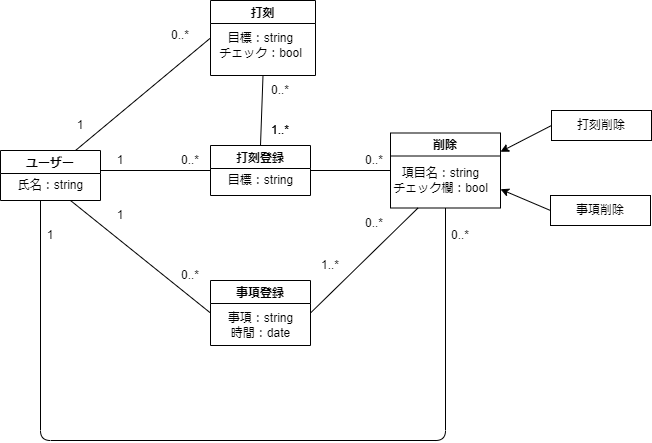 打刻
目標：string
チェック：bool
0..*
1
0..*
1..*
ユーザー
氏名：string
1
0..*
打刻登録
目標：string
0..*
削除
項目名：string
チェック欄：bool
打刻削除
事項削除
1
0..*
事項登録
事項：string
時間：date
1..*
0..*
1
0..*